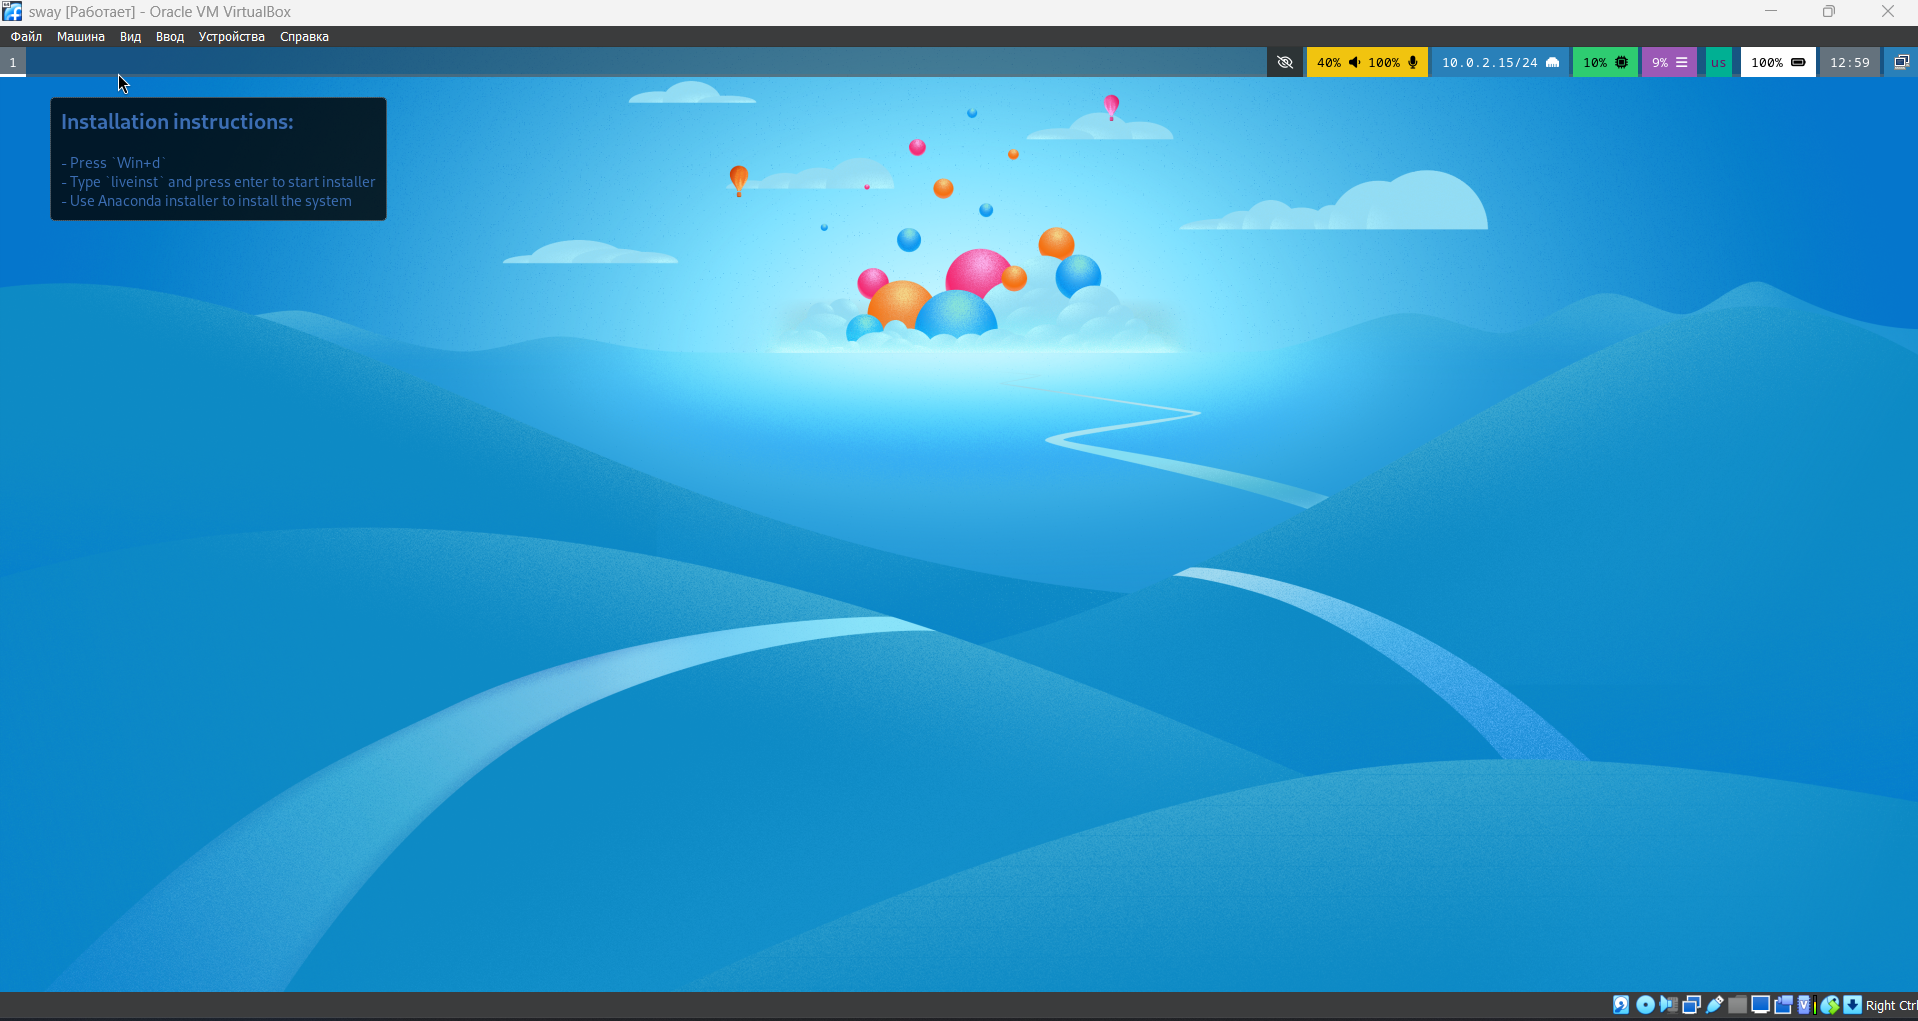 sway [Работает] - Oracle VM VirtualBox
Файл Машина Вид Ввод Устройства Справка
1 40% 100% 10.0.2.15/24 10% 9% us 100% 12:59
Installation instructions:
- Press `Win+d`
- Type `liveinst` and press enter to start installer
- Use Anaconda installer to install the system
Right Ctrl